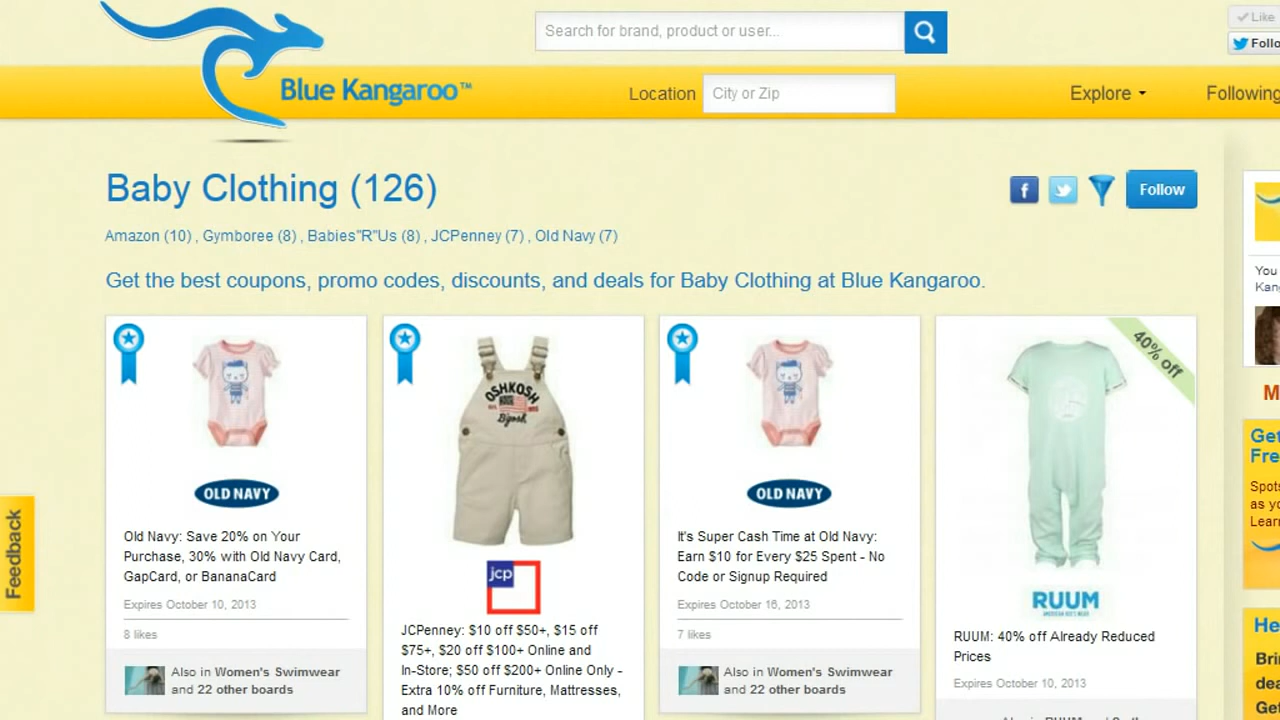 Search for brand, product or user...
Like
Follo
Blue Kangaroo™
Location
City or Zip
Explore
Following
Baby Clothing (126)
Follow
Amazon (10) , Gymboree (8) , Babies"R"Us (8) , JCPenney (7) , Old Navy (7)
Get the best coupons, promo codes, discounts, and deals for Baby Clothing at Blue Kangaroo.
OLD NAVY
Old Navy: Save 20% on Your
Purchase, 30% with Old Navy Card,
GapCard, or BananaCard
Expires October 10, 2013
8 likes
Also in Women's Swimwear
and 22 other boards
OSHKOSH
B'gosh
jcp
JCPenney: $10 off $50+, $15 off
$75+, $20 off $100+ Online and
In-Store; $50 off $200+ Online Only -
Extra 10% off Furniture, Mattresses,
and More
OLD NAVY
It's Super Cash Time at Old Navy:
Earn $10 for Every $25 Spent - No
Code or Signup Required
Expires October 16, 2013
7 likes
Also in Women's Swimwear
and 22 other boards
40% off
RUUM
AMERICAN KID'S WEAR
RUUM: 40% off Already Reduced
Prices
Expires October 10, 2013
You
Kang
M
Get
Free
Spots
as yo
Learn
He
Brin
dea
Get
Feedback